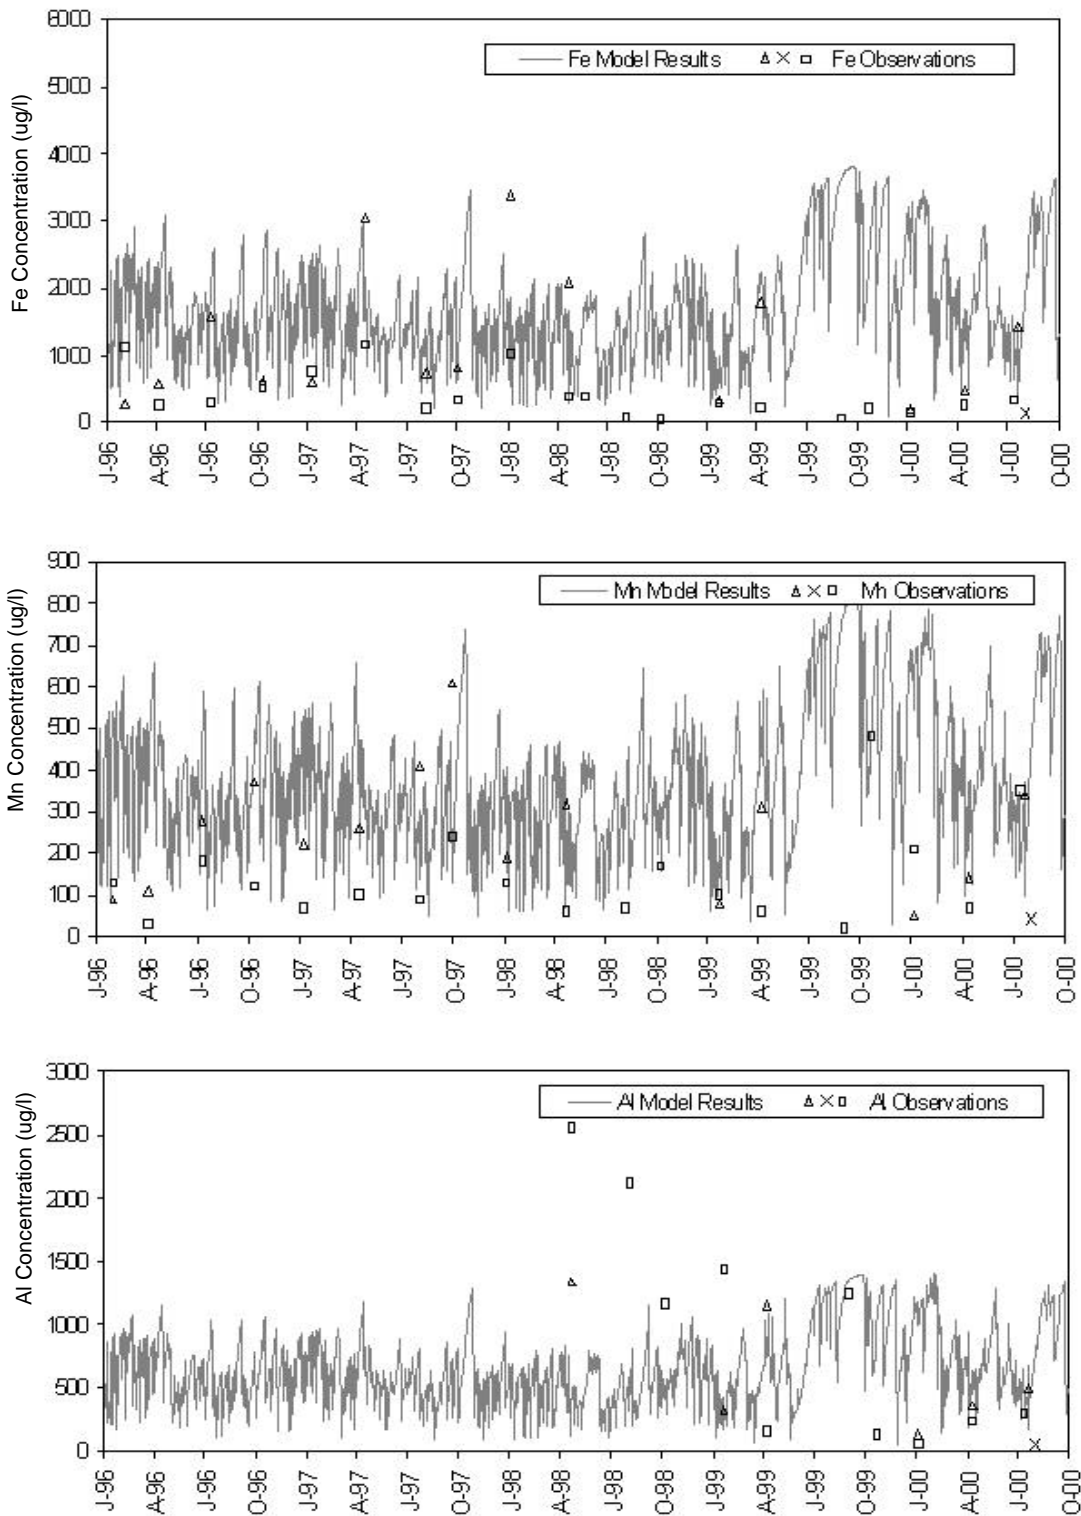 6000
Fe Model Results Fe Observations
5000
4000
3000
2000
1000
0
Fe Concentration (ug/l)
J-96 A-96 J-96 O-96 J-97 A-97 J-97 O-97 J-98 A-98 J-98 O-98 J-99 A-99 J-99 O-99 J-00 A-00 J-00 O-00
900
Mn Model Results Mn Observations
800
700
600
500
400
300
200
100
0
Mn Concentration (ug/l)
J-96 A-96 J-96 O-96 J-97 A-97 J-97 O-97 J-98 A-98 J-98 O-98 J-99 A-99 J-99 O-99 J-00 A-00 J-00 O-00
3000
Al Model Results Al Observations
2500
2000
1500
1000
500
0
Al Concentration (ug/l)
J-96 A-96 J-96 O-96 J-97 A-97 J-97 O-97 J-98 A-98 J-98 O-98 J-99 A-99 J-99 O-99 J-00 A-00 J-00 O-00